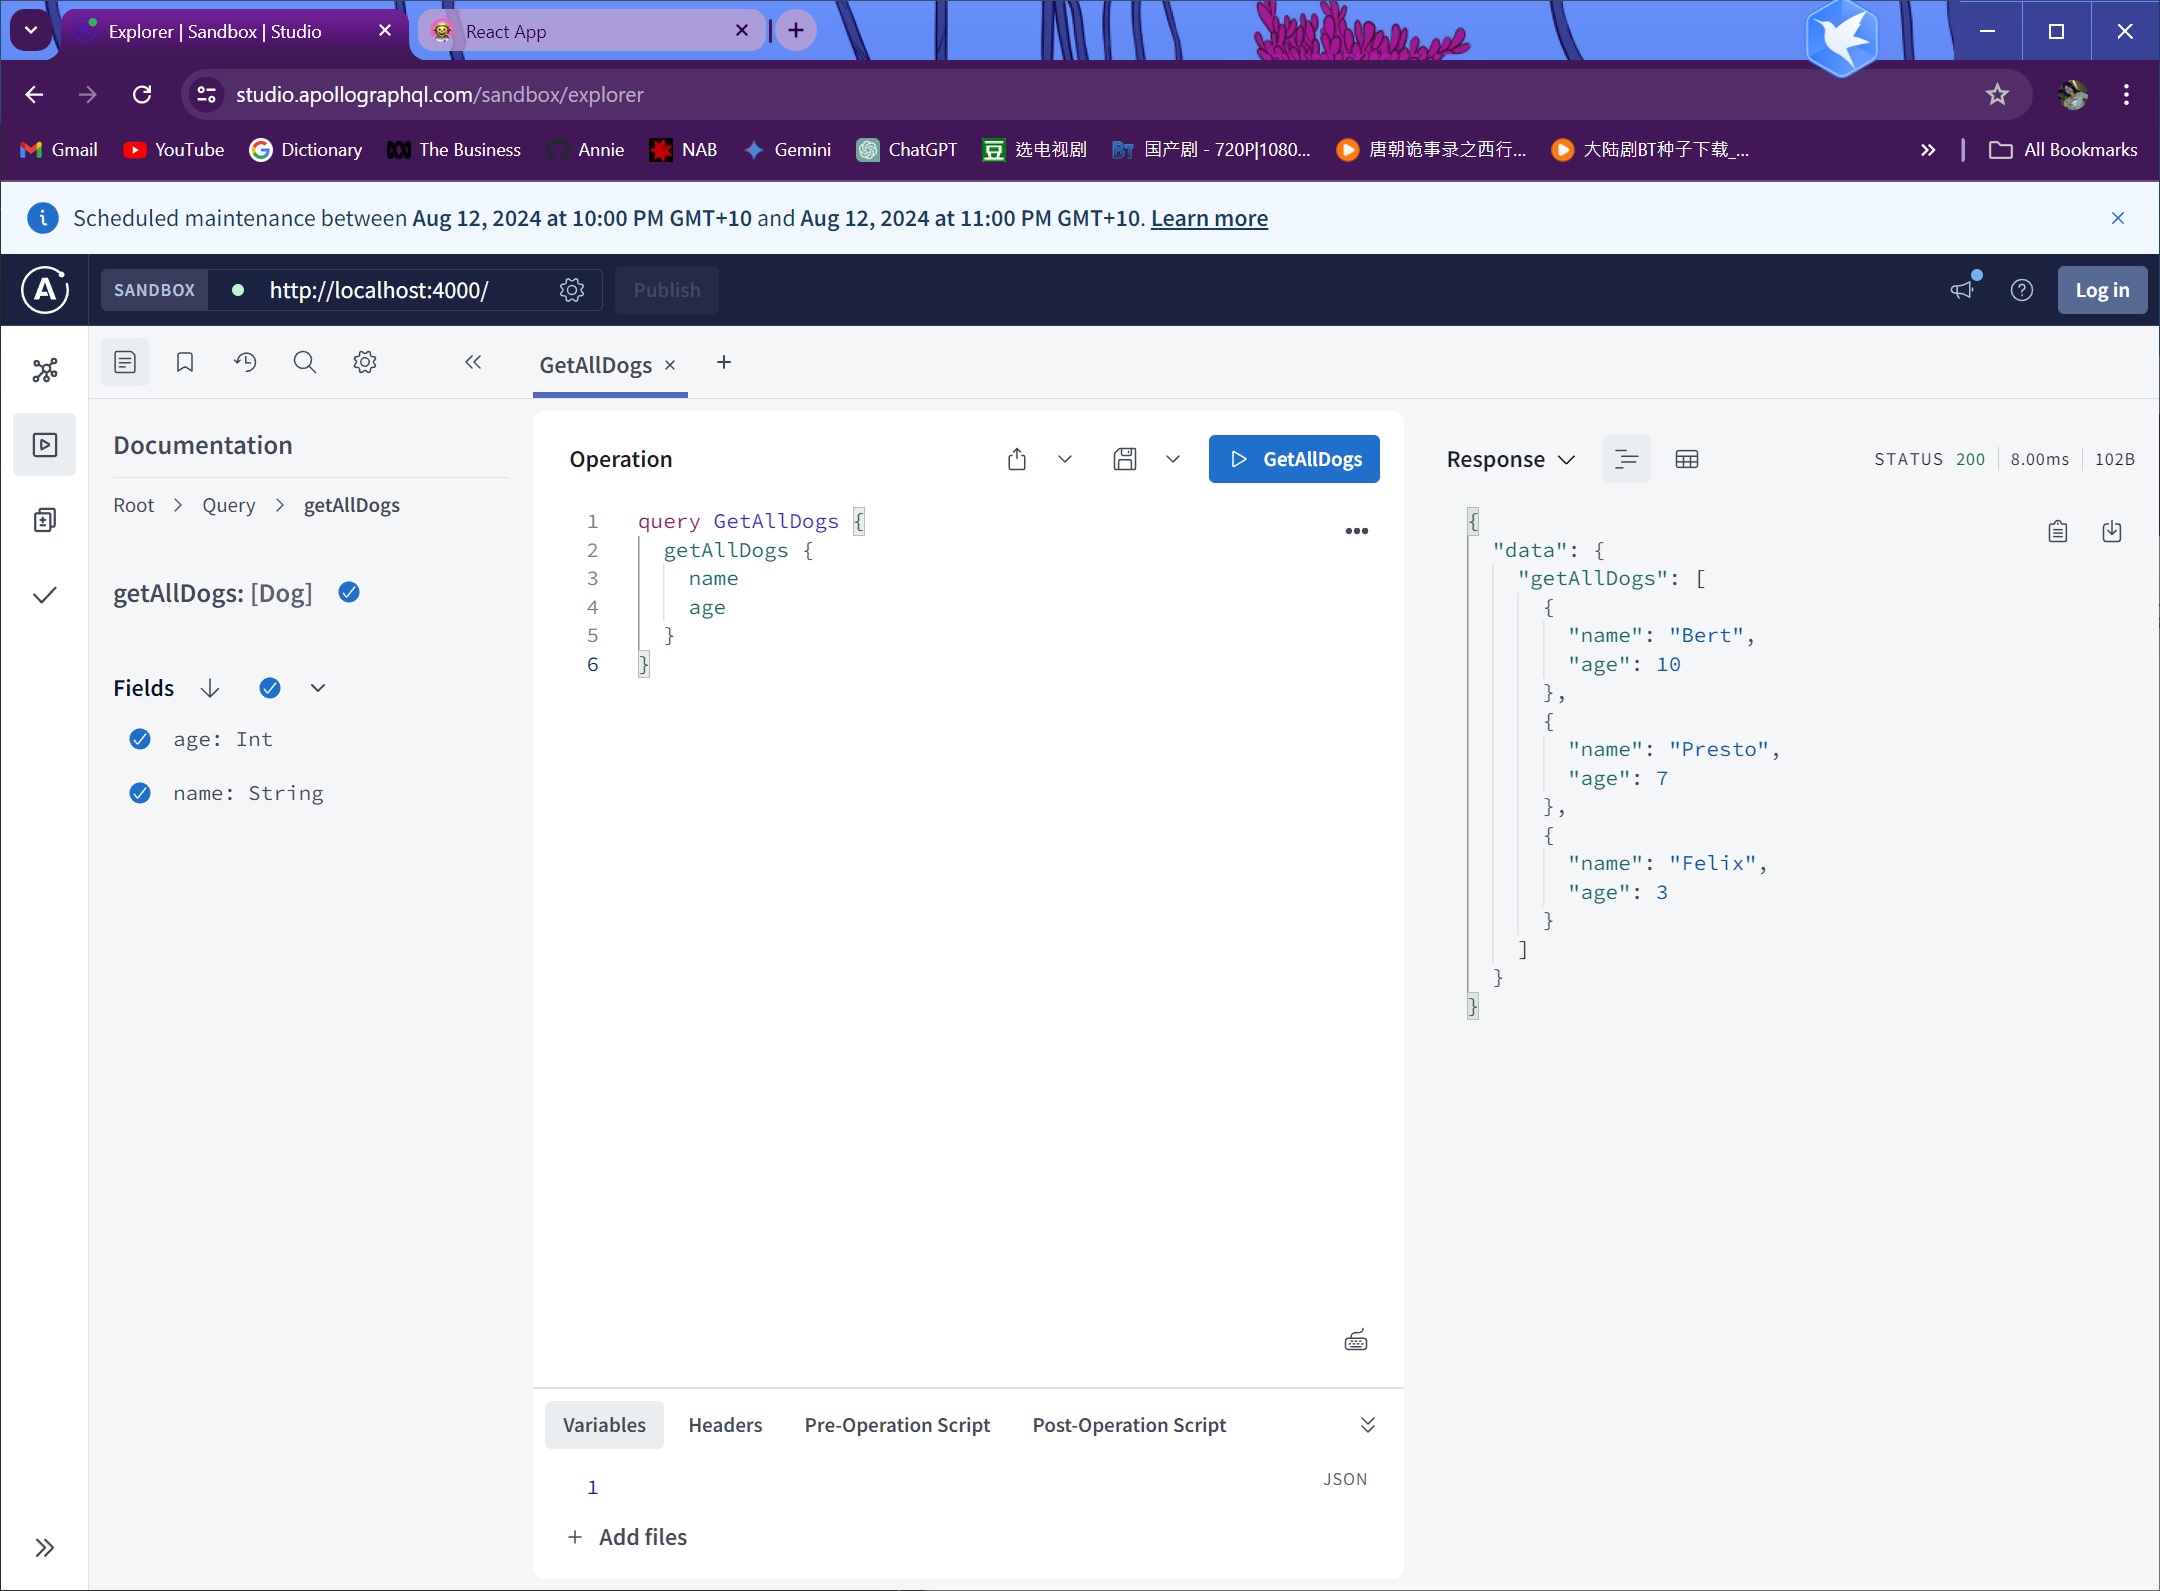 Explorer | Sandbox | Studio
React App
studio.apollographql.com/sandbox/explorer
Gmail YouTube Dictionary The Business Annie NAB Gemini ChatGPT 选电视剧 国产剧 - 720P|1080... 唐朝诡事录之西行... 大陆剧BT种子下载_... All Bookmarks
Scheduled maintenance between Aug 12, 2024 at 10:00 PM GMT+10 and Aug 12, 2024 at 11:00 PM GMT+10. Learn more
SANDBOX http://localhost:4000/ Publish Log in
GetAllDogs
Documentation
Root > Query > getAllDogs
getAllDogs: [Dog]
Fields
age: Int
name: String
Operation
GetAllDogs
1 query GetAllDogs {
2 getAllDogs {
3 name
4 age
5 }
6 }
Variables Headers Pre-Operation Script Post-Operation Script
1
JSON
+ Add files
Response
STATUS 200 8.00ms 102B
{
"data": {
"getAllDogs": [
{
"name": "Bert",
"age": 10
},
{
"name": "Presto",
"age": 7
},
{
"name": "Felix",
"age": 3
}
]
}
}